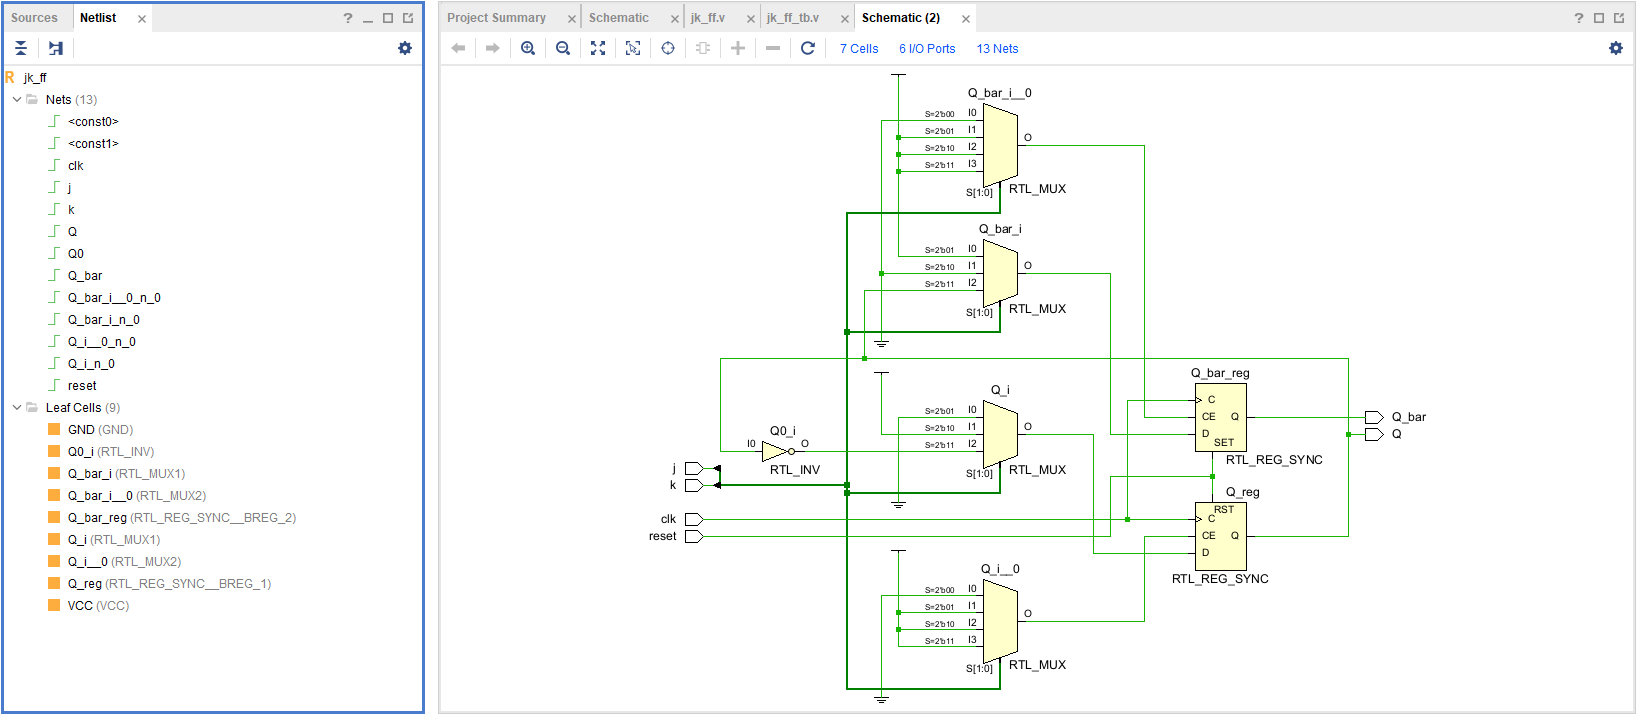 Sources
Netlist
jk_ff
Nets (13)
<const0>
<const1>
clk
j
k
Q
Q0
Q_bar
Q_bar_i__0_n_0
Q_bar_i_n_0
Q_i__0_n_0
Q_i_n_0
reset
Leaf Cells (9)
GND (GND)
Q0_i (RTL_INV)
Q_bar_i (RTL_MUX1)
Q_bar_i__0 (RTL_MUX2)
Q_bar_reg (RTL_REG_SYNC__BREG_2)
Q_i (RTL_MUX1)
Q_i__0 (RTL_MUX2)
Q_reg (RTL_REG_SYNC__BREG_1)
VCC (VCC)
Project Summary
Schematic
jk_ff.v
jk_ff_tb.v
Schematic (2)
7 Cells
6 I/O Ports
13 Nets
Q_bar_i__0
S=2'b00 I0
S=2'b01 I1
S=2'b10 I2
S=2'b11 I3
O
S[1:0]
RTL_MUX
Q_bar_i
S=2'b01 I0
S=2'b10 I1
S=2'b11 I2
O
S[1:0]
RTL_MUX
Q_i
S=2'b01 I0
S=2'b10 I1
S=2'b11 I2
O
S[1:0]
RTL_MUX
Q0_i
I0
O
RTL_INV
j
k
clk
reset
Q_bar_reg
C
CE
D
Q
SET
RTL_REG_SYNC
Q_bar
Q
Q_reg
RST
C
CE
D
Q
RTL_REG_SYNC
Q_i__0
S=2'b00 I0
S=2'b01 I1
S=2'b10 I2
S=2'b11 I3
O
S[1:0]
RTL_MUX